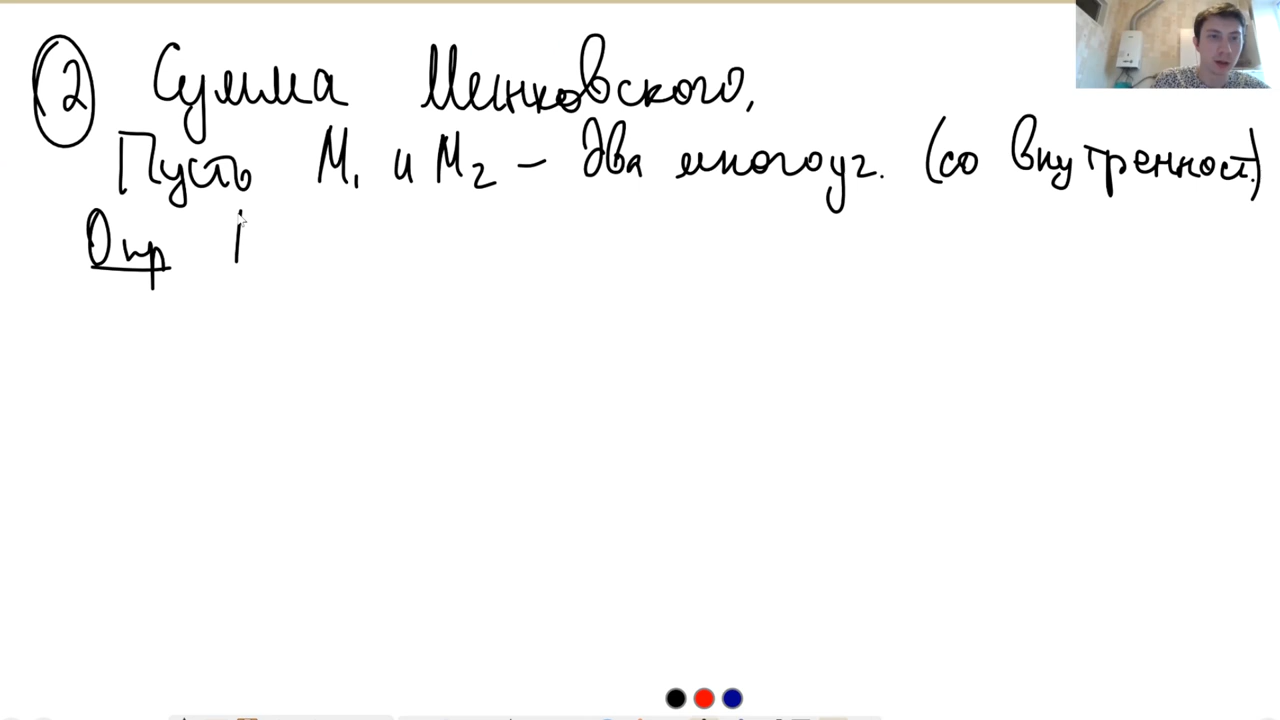 2 Сумма Минковского.
Пусть M₁ и M₂ – два многоуг. (со внутренност.)
Опр